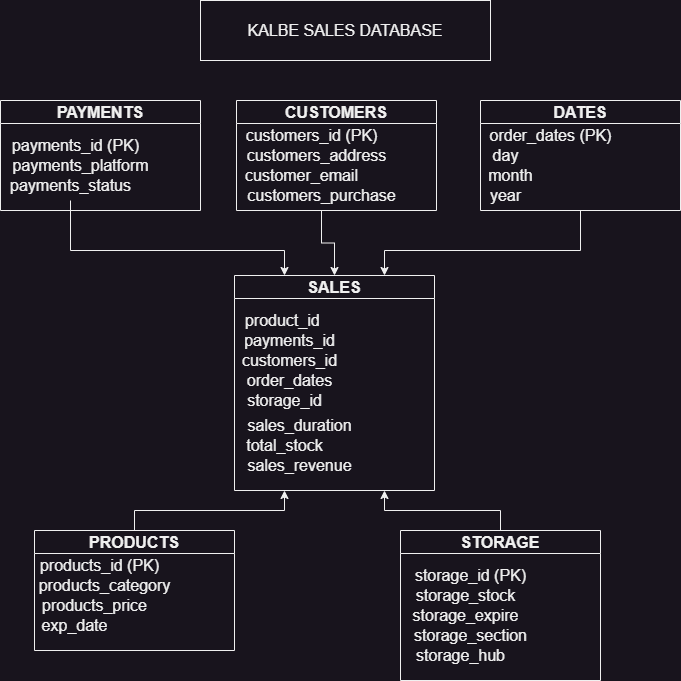 KALBE SALES DATABASE
PAYMENTS
payments_id (PK)
payments_platform
payments_status
CUSTOMERS
customers_id (PK)
customers_address
customer_email
customers_purchase
DATES
order_dates (PK)
day
month
year
SALES
product_id
payments_id
customers_id
order_dates
storage_id
sales_duration
total_stock
sales_revenue
PRODUCTS
products_id (PK)
products_category
products_price
exp_date
STORAGE
storage_id (PK)
storage_stock
storage_expire
storage_section
storage_hub